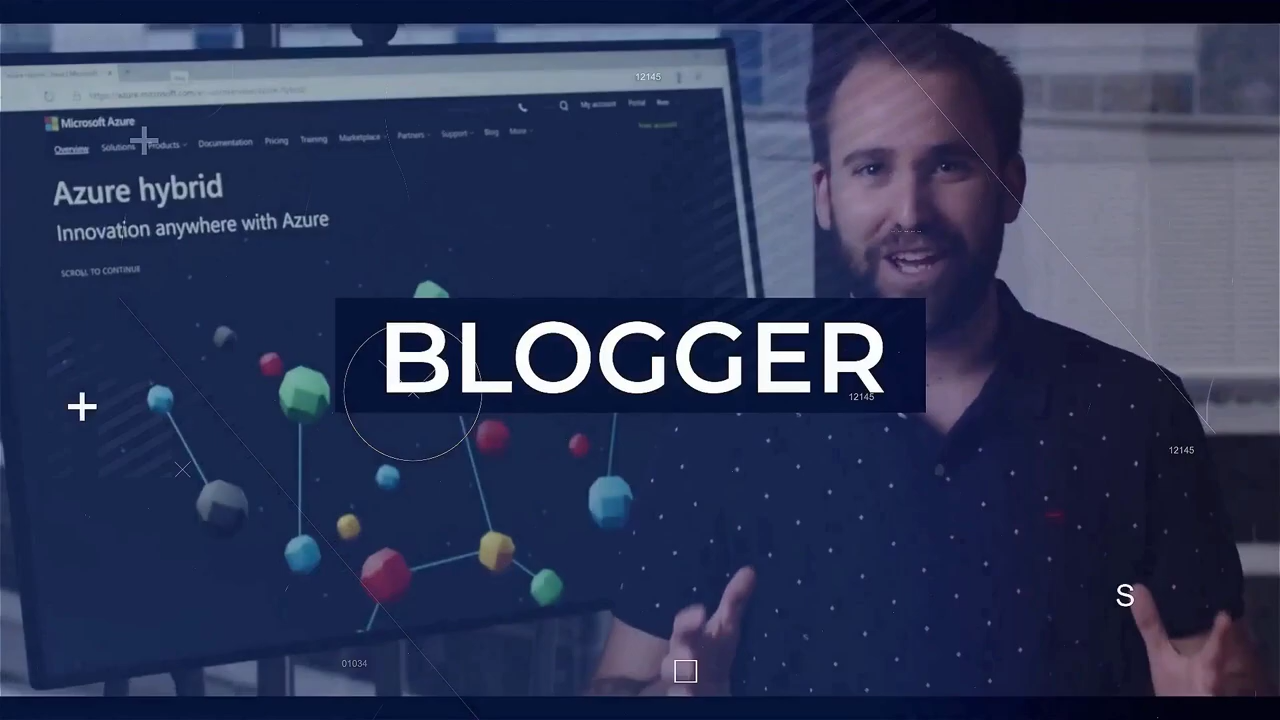 12145
Microsoft Azure
My account Portal
Overview Solutions Products Documentation Pricing Training Marketplace Partners Support Blog More
Azure hybrid
Innovation anywhere with Azure
SCROLL TO CONTINUE
BLOGGER
12145
12145
S
01034